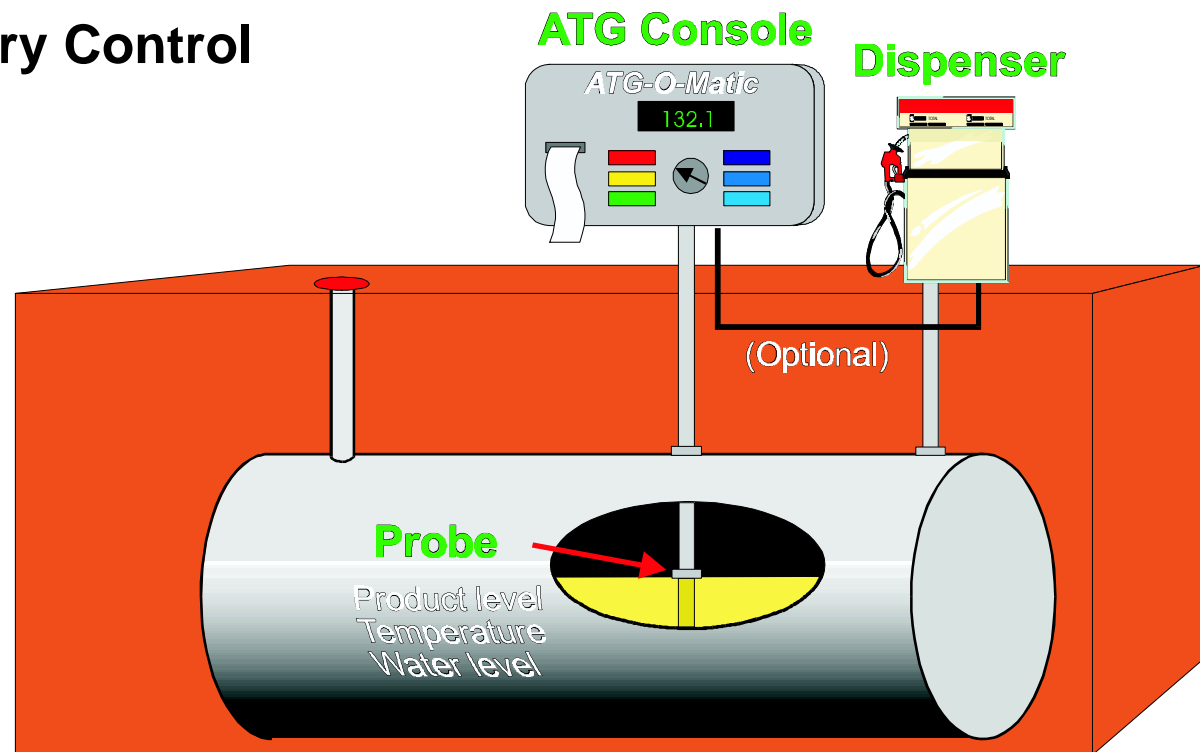 ry Control
ATG Console
Dispenser
ATG-O-Matic
132.1
(Optional)
Probe
Product level
Temperature
Water level